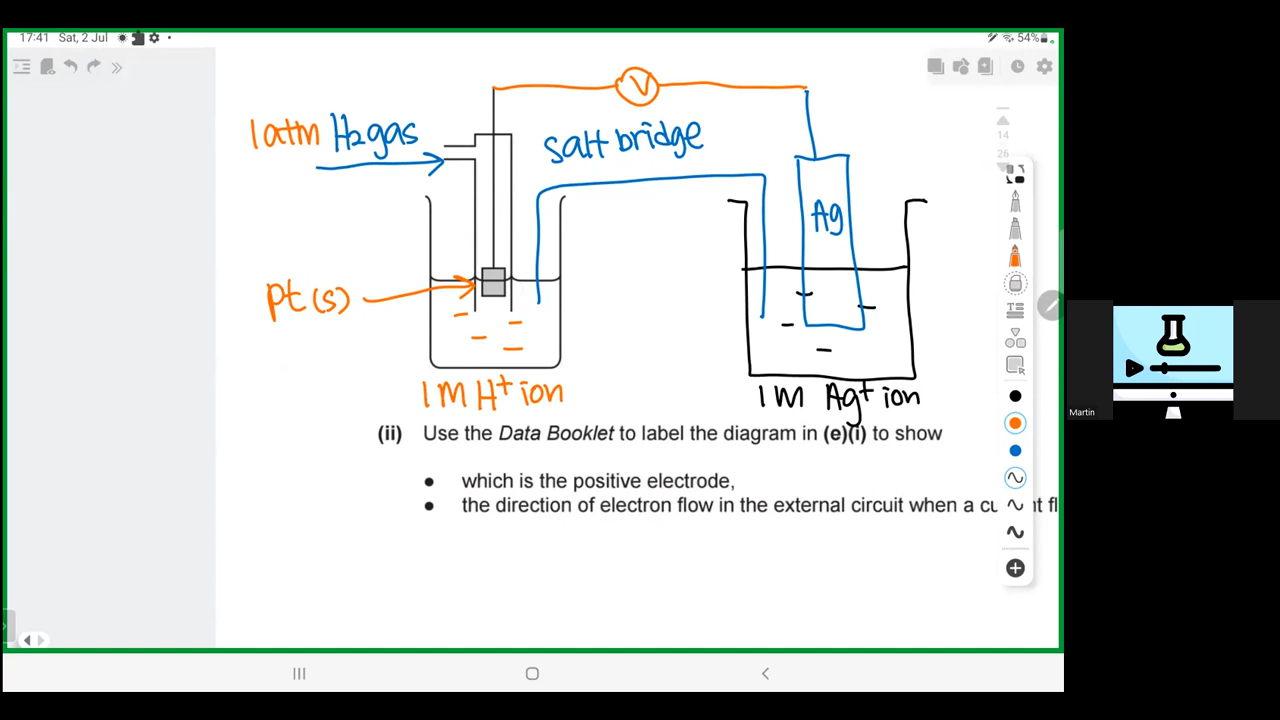 17:41 Sat, 2 Jul
54%
V
1atm H2 gas
salt bridge
14
26
Ag
Pt(s)
1M H+ ion
1M Ag+ ion
(ii) Use the Data Booklet to label the diagram in (e)(i) to show
● which is the positive electrode,
● the direction of electron flow in the external circuit when a cu
Martin